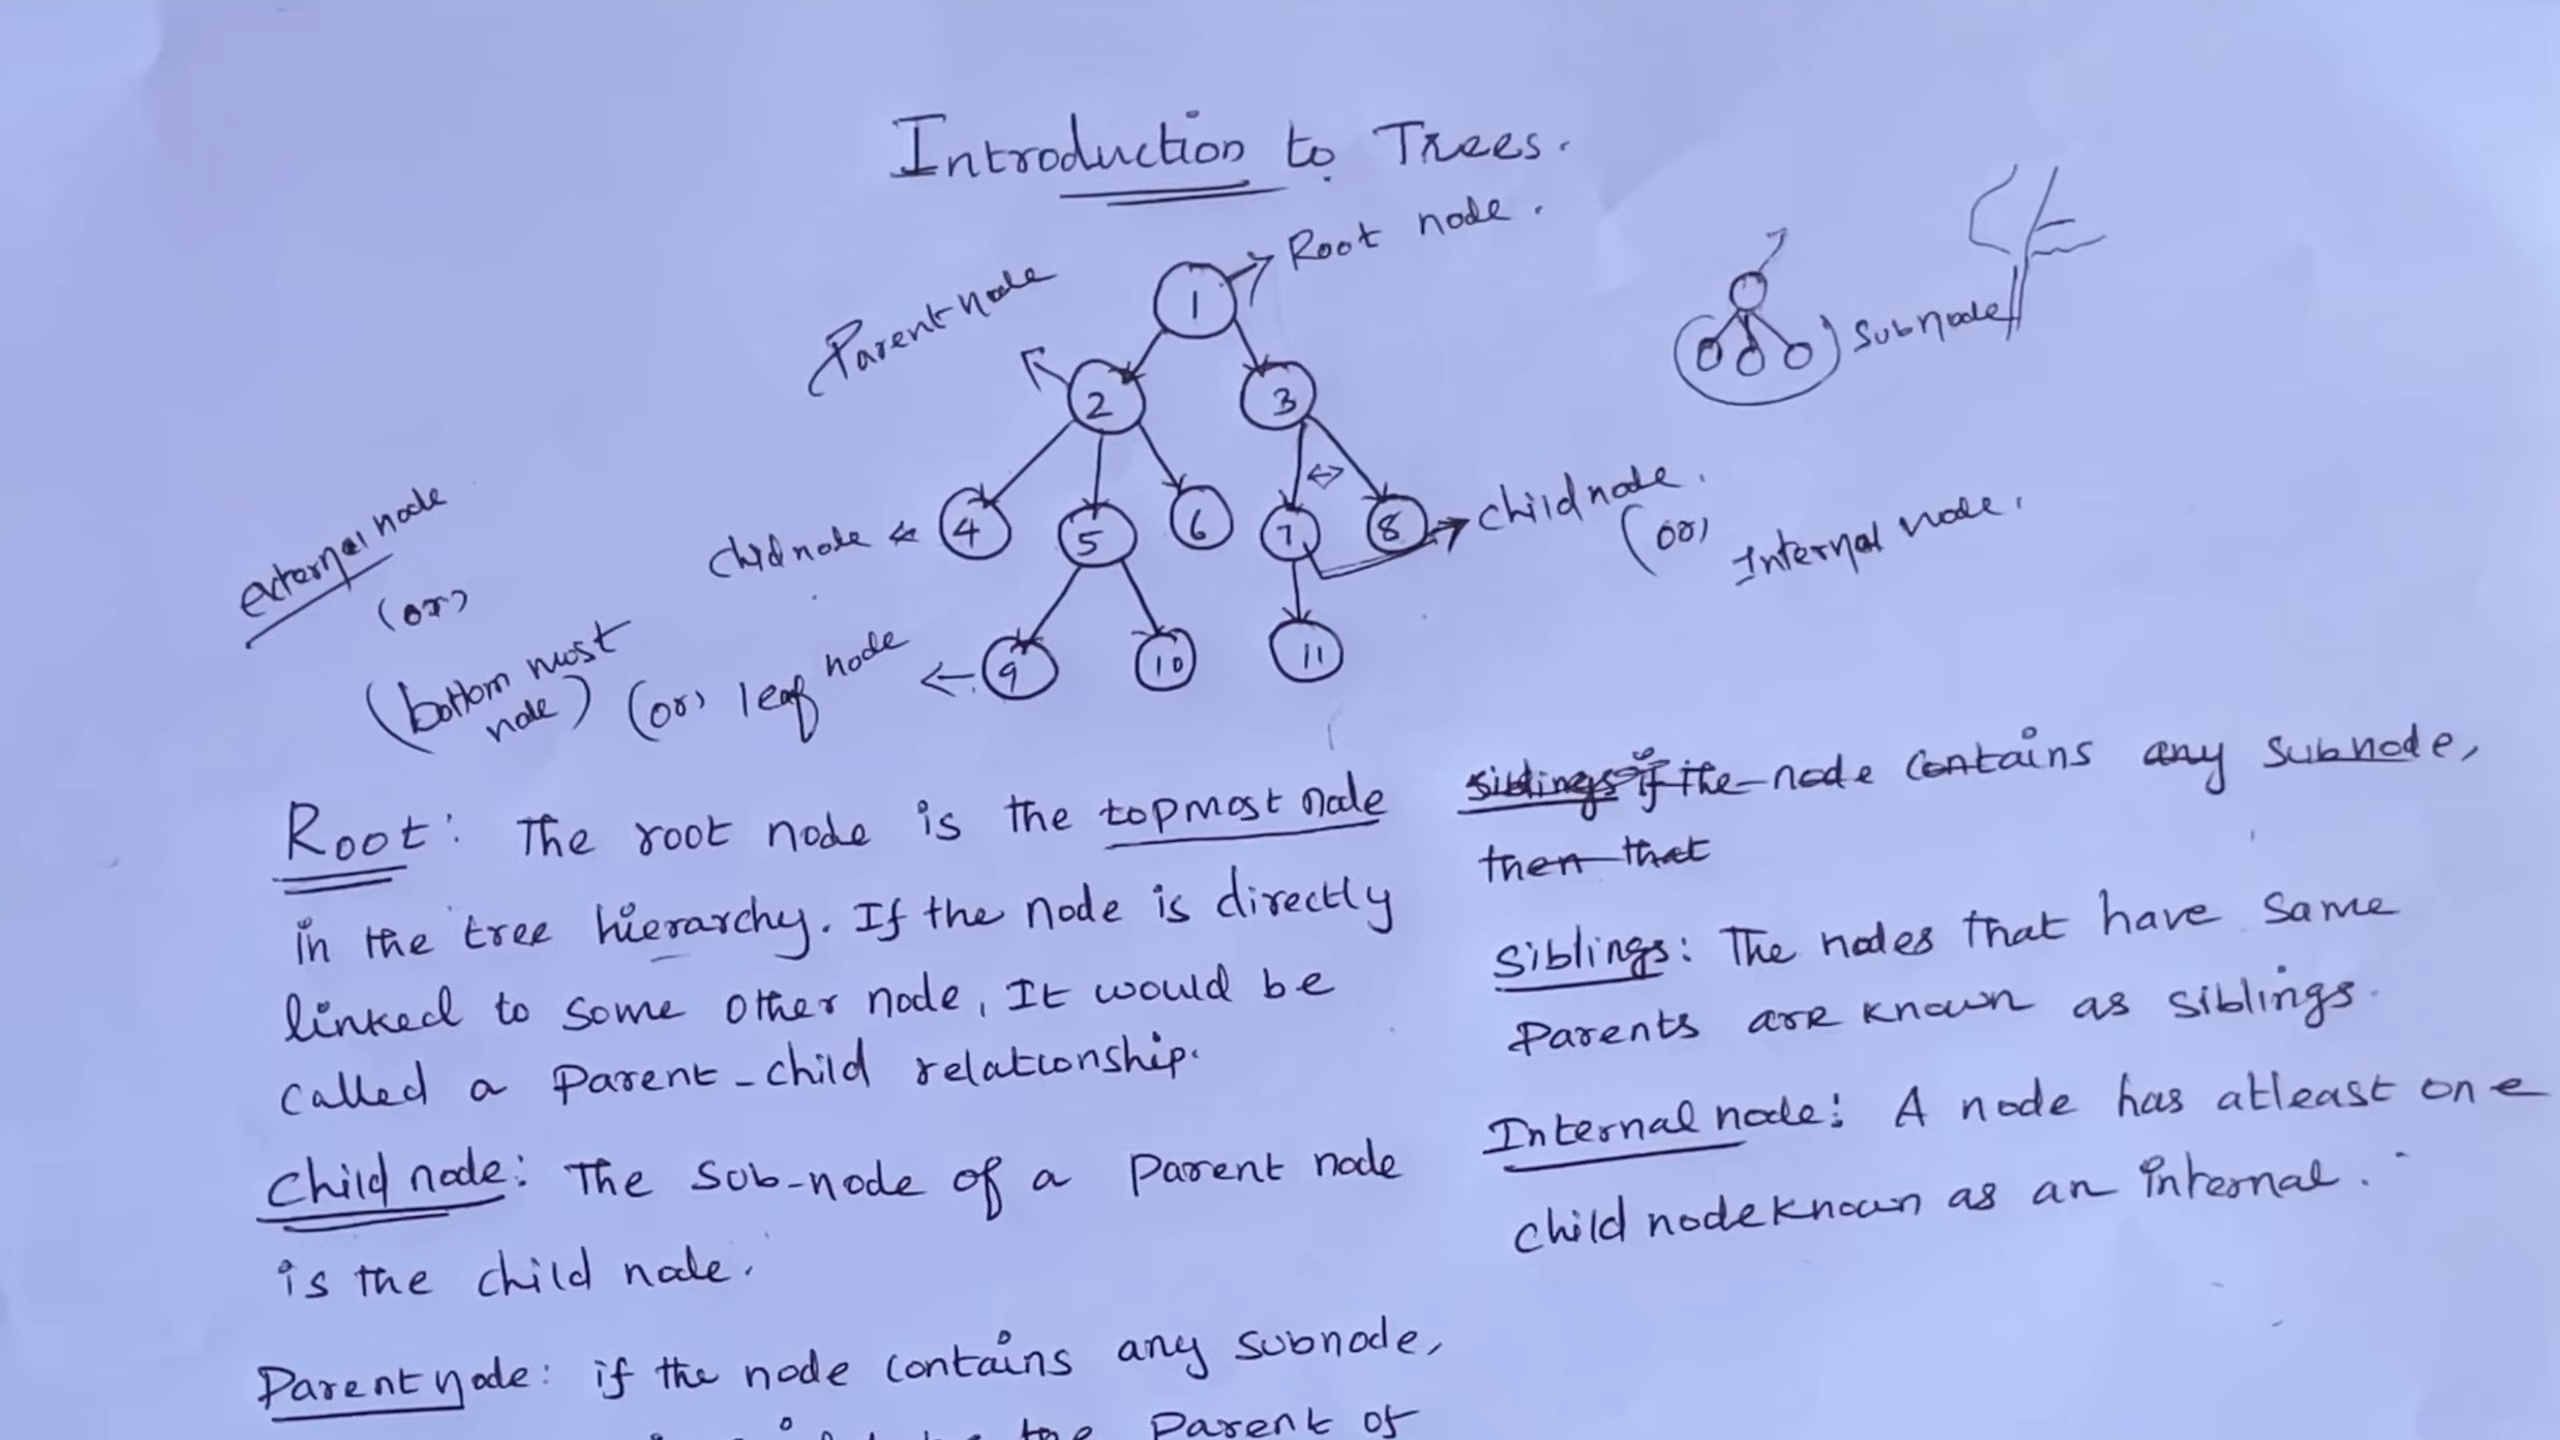 Introduction to Trees.
Root node.
Parent node
1
2
3
Subnode
child node
4
5
6
7
8
child node.
(or)
Internal node.
external node
(or)
(bottom most
node) (or) leaf node
9
10
11
Root: The root node is the topmost node
in the tree hierarchy. If the node is directly
linked to some other node, It would be
called a Parent-child relationship.
Child node: The sub-node of a Parent node
is the child node.
Parent node: if the node contains any subnode,
the Parent of
Siblings if the node contains any subnode,
then that
Siblings: The nodes that have same
Parents are known as siblings.
Internal node: A node has atleast one
child node known as an internal.